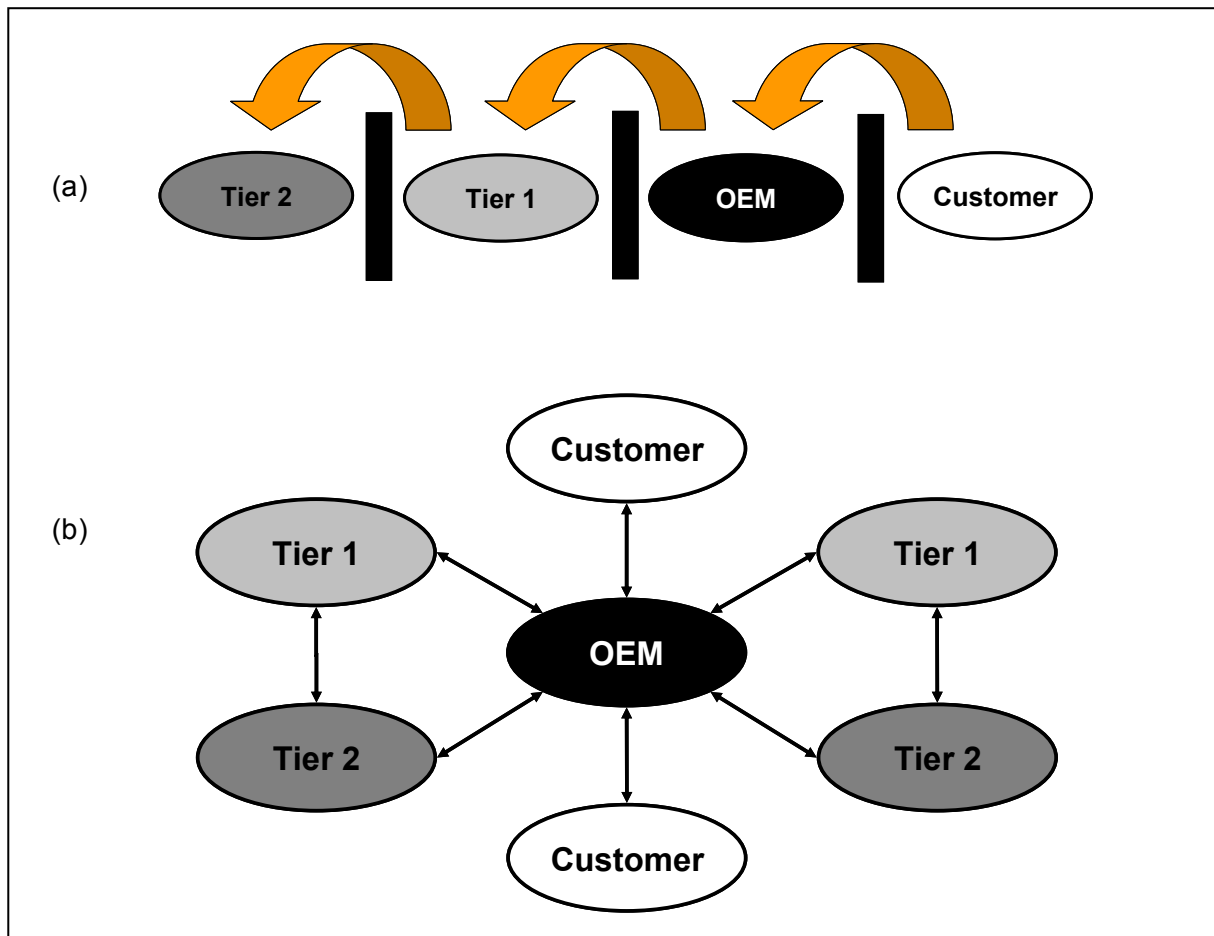 (a)
Tier 2
Tier 1
OEM
Customer
(b)
Customer
Tier 1
Tier 1
OEM
Tier 2
Tier 2
Customer